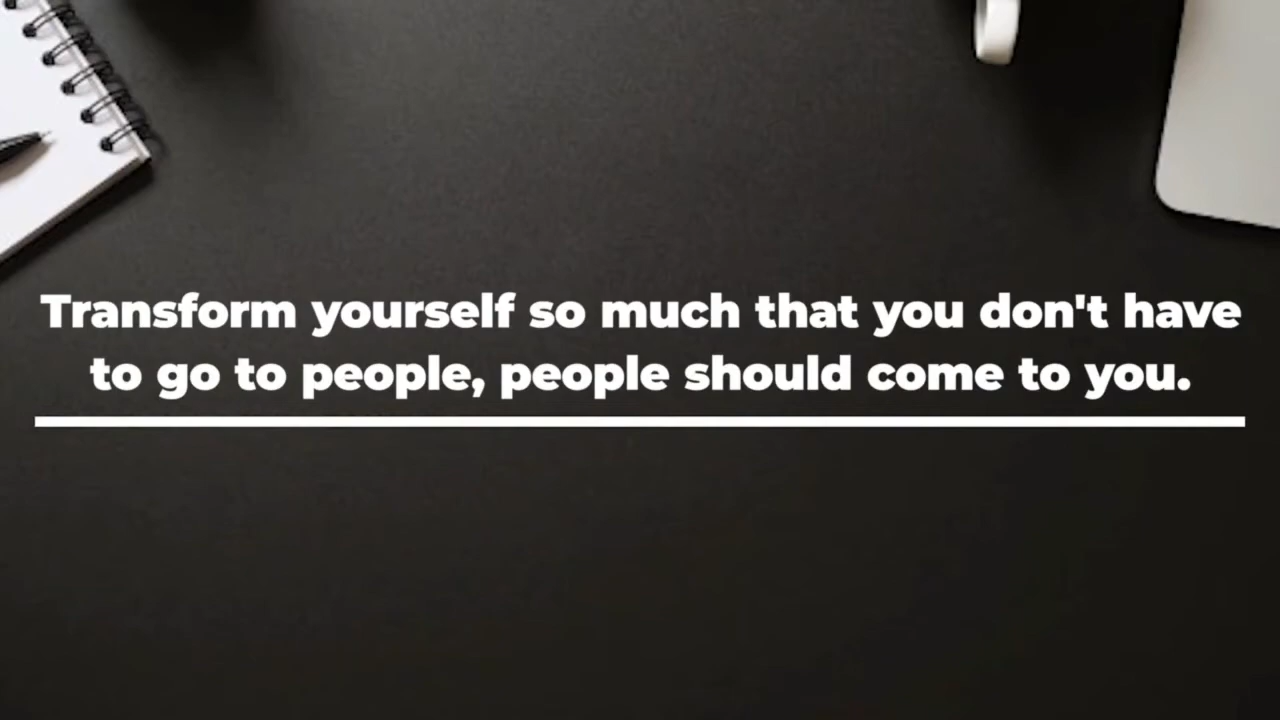 Transform yourself so much that you don't have
to go to people, people should come to you.